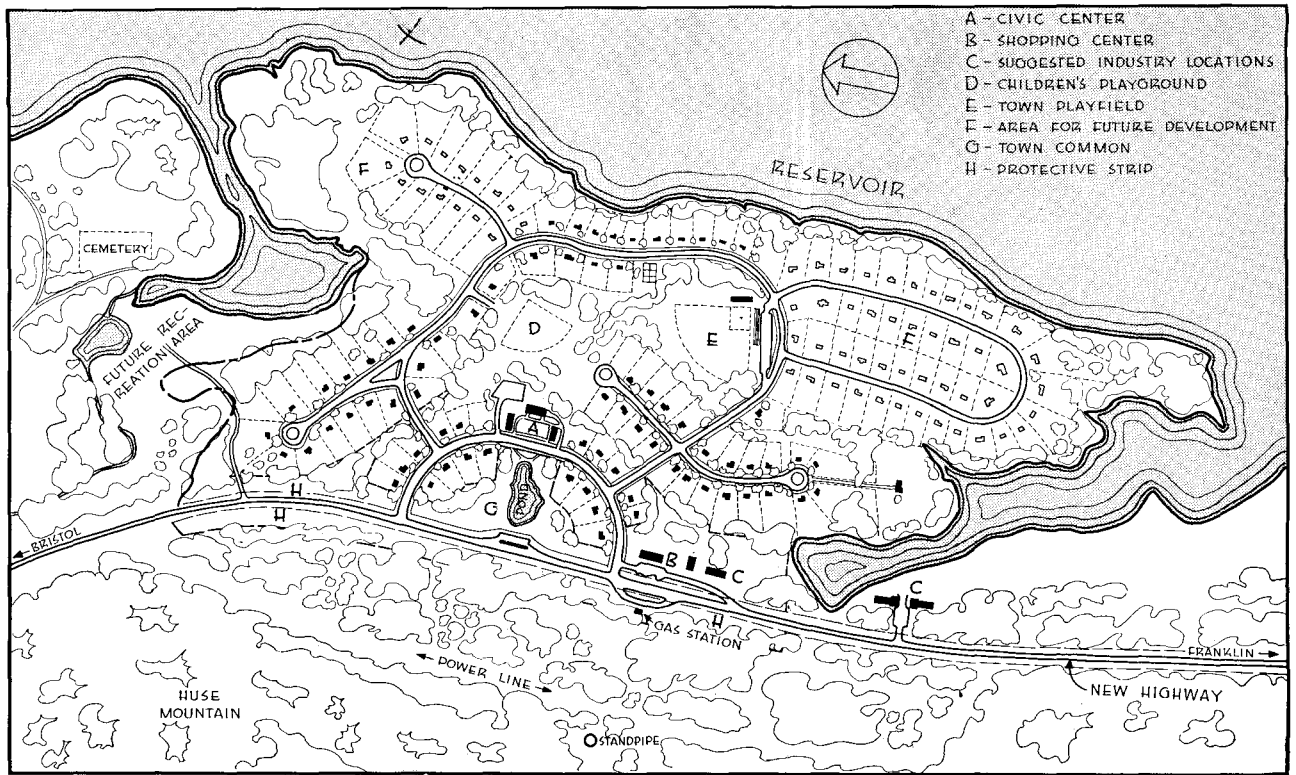 A - CIVIC CENTER
B - SHOPPING CENTER
C - SUGGESTED INDUSTRY LOCATIONS
D - CHILDREN'S PLAYGROUND
E - TOWN PLAYFIELD
F - AREA FOR FUTURE DEVELOPMENT
G - TOWN COMMON
H - PROTECTIVE STRIP
RESERVOIR
F
CEMETERY
FUTURE REC-
REATION AREA
D
E
F
A
G
POND
H
H
BRISTOL
B
C
C
H
GAS STATION
FRANKLIN
POWER LINE
NEW HIGHWAY
HUSE
MOUNTAIN
STANDPIPE